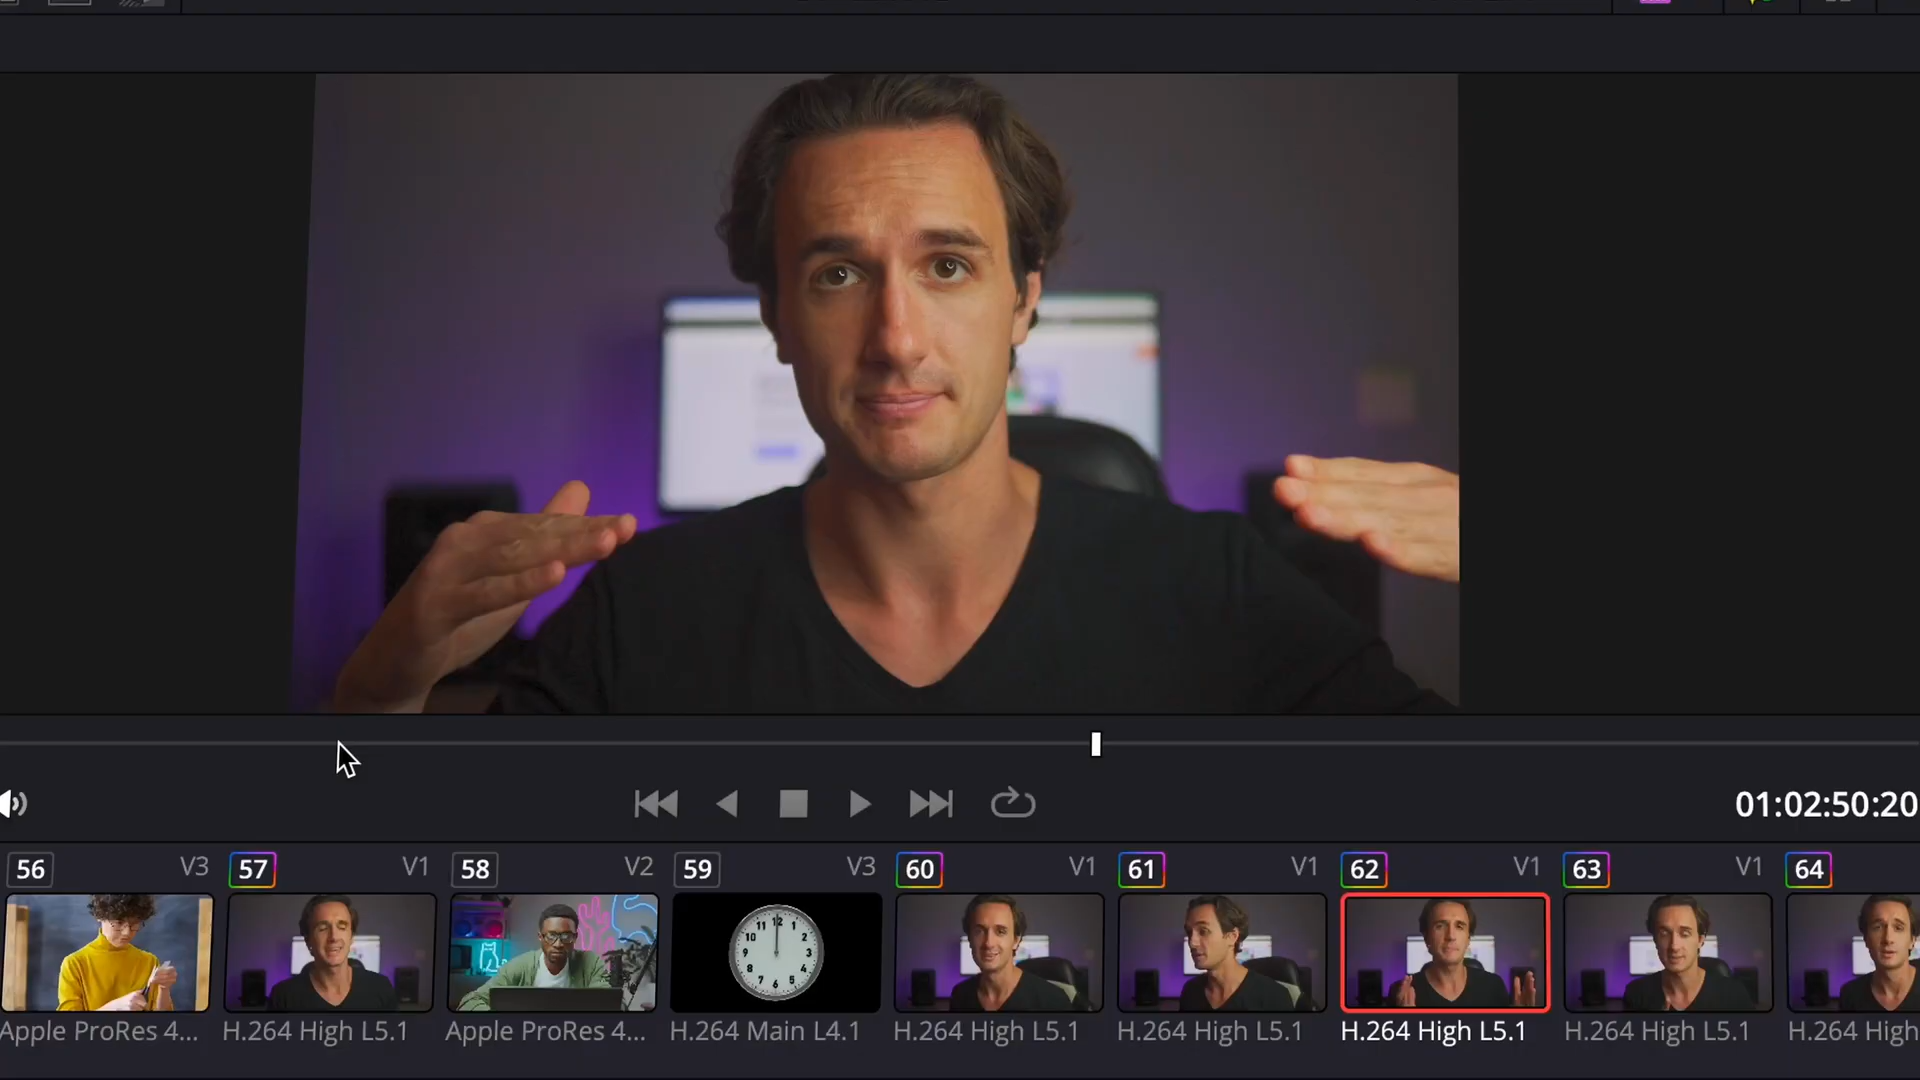 01:02:50:20
56 V3 57 V1 58 V2 59 V3 60 V1 61 V1 62 V1 63 V1 64
Apple ProRes 4... H.264 High L5.1 Apple ProRes 4... H.264 Main L4.1 H.264 High L5.1 H.264 High L5.1 H.264 High L5.1 H.264 High L5.1 H.264 High